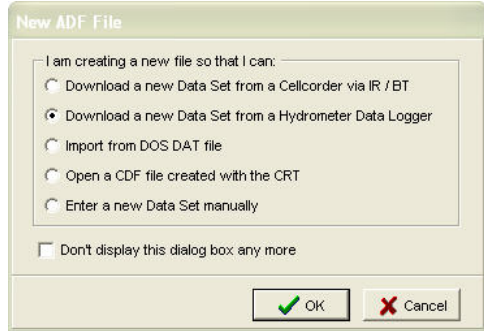 New ADF File
I am creating a new file so that I can:
Download a new Data Set from a Cellcorder via IR / BT
Download a new Data Set from a Hydrometer Data Logger
Import from DOS DAT file
Open a CDF file created with the CRT
Enter a new Data Set manually
Don't display this dialog box any more
OK
Cancel